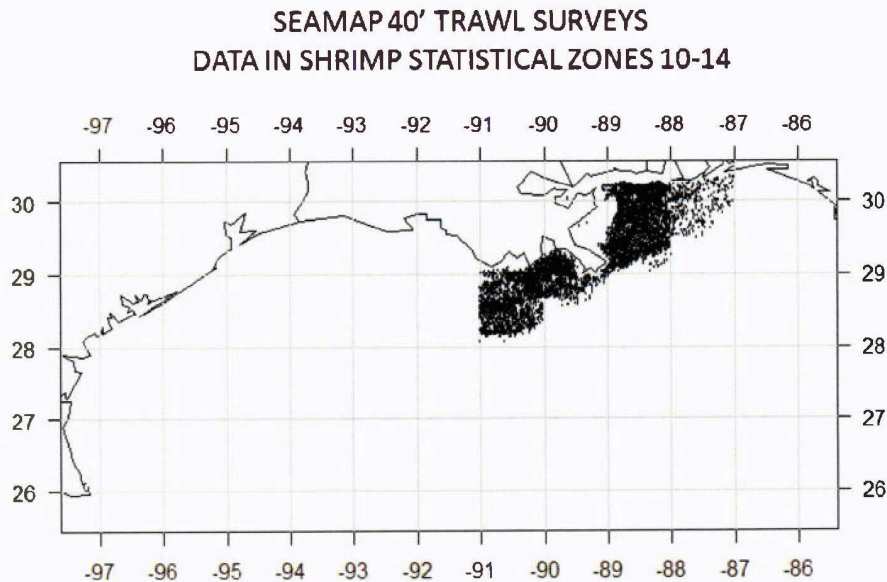 SEAMAP 40’ TRAWL SURVEYS
DATA IN SHRIMP STATISTICAL ZONES 10-14
-97 -96 -95 -94 -93 -92 -91 -90 -89 -88 -87 -86
30 30
29 29
28 28
27 27
26 26
-97 -96 -95 -94 -93 -92 -91 -90 -89 -88 -87 -86